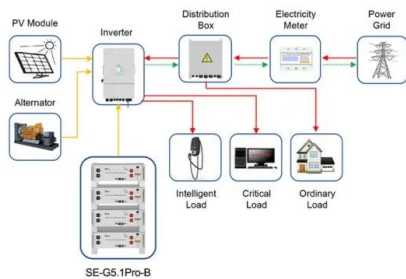 PV Module
Inverter
Distribution
Box
Electricity
Meter
Power
Grid
Alternator
Intelligent
Load
Critical
Load
Ordinary
Load
SE-G5.1Pro-B